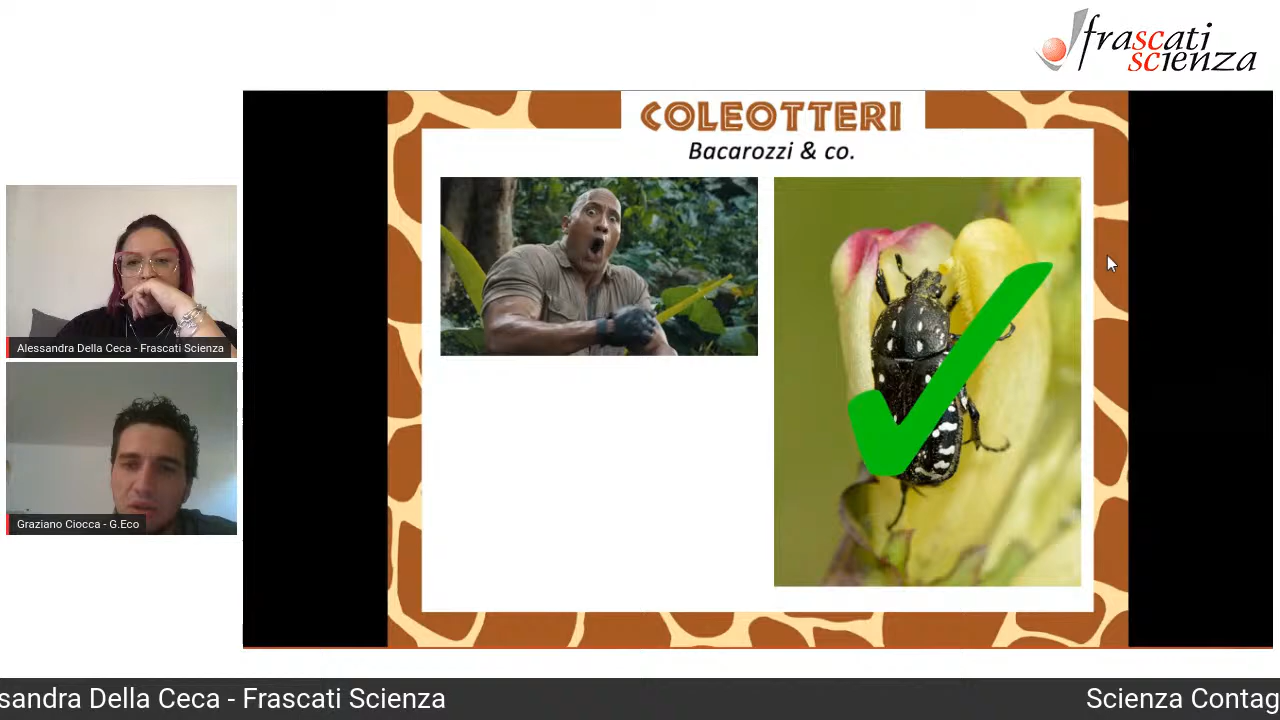 frascati
scienza
COLEOTTERI
Bacarozzi & co.
Alessandra Della Ceca - Frascati Scienza
Graziano Ciocca - G.Eco
sandra Della Ceca - Frascati Scienza
Scienza Contag